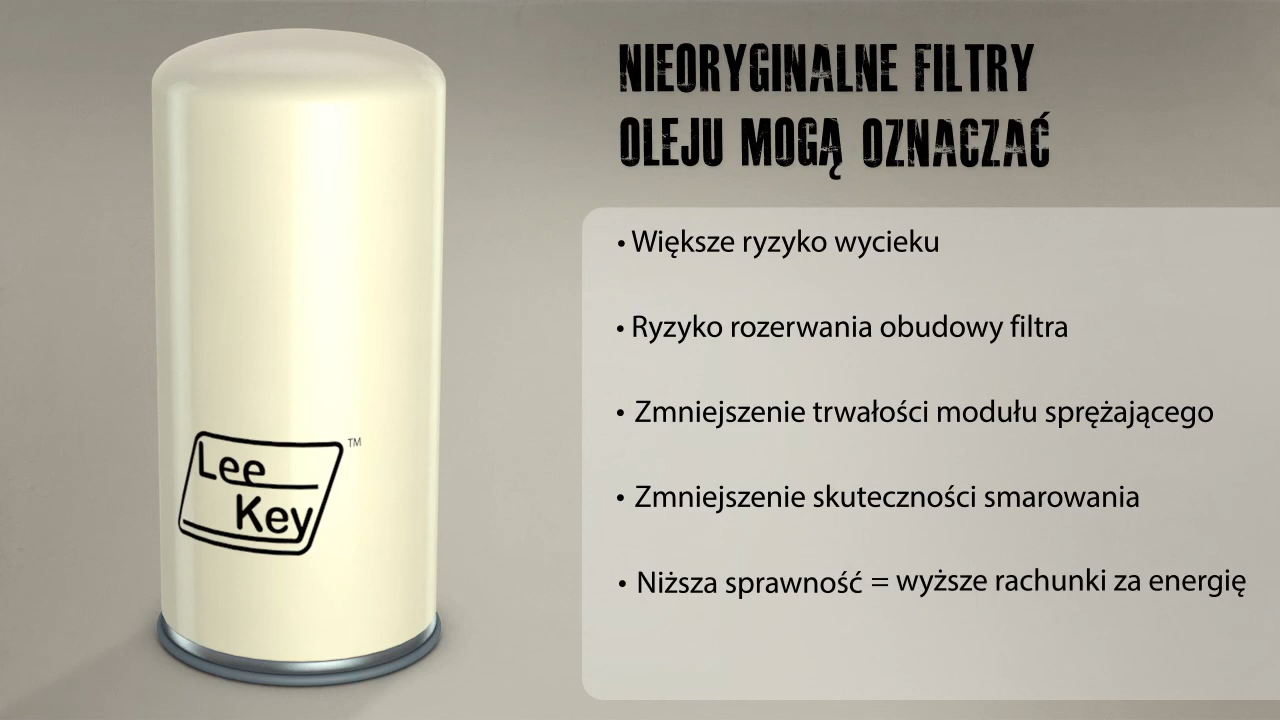 NIEORYGINALNE FILTRY
OLEJU MOGĄ OZNACZAĆ
• Większe ryzyko wycieku
• Ryzyko rozerwania obudowy filtra
• Zmniejszenie trwałości modułu sprężającego
• Zmniejszenie skuteczności smarowania
• Niższa sprawność = wyższe rachunki za energię
Lee
Key
TM